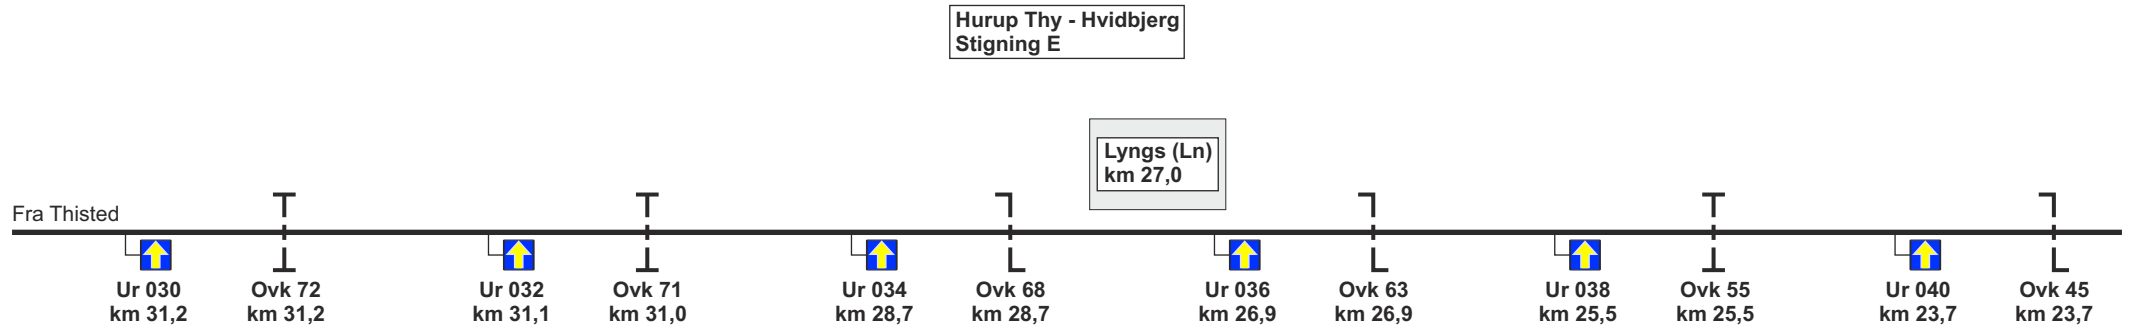 Hurup Thy - Hvidbjerg
Stigning E
Lyngs (Ln)
km 27,0
Fra Thisted
Ur 030
km 31,2
Ovk 72
km 31,2
Ur 032
km 31,1
Ovk 71
km 31,0
Ur 034
km 28,7
Ovk 68
km 28,7
Ur 036
km 26,9
Ovk 63
km 26,9
Ur 038
km 25,5
Ovk 55
km 25,5
Ur 040
km 23,7
Ovk 45
km 23,7